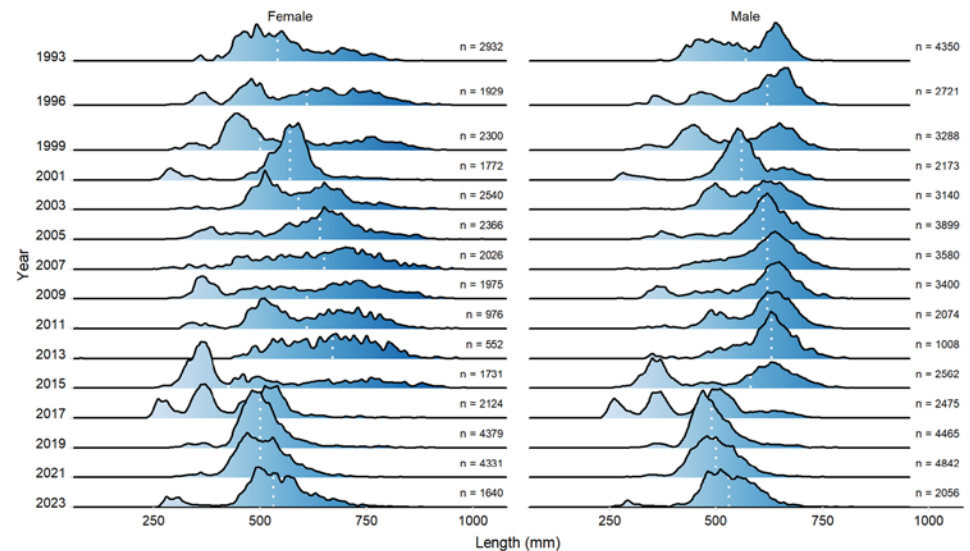 Female Male
1993 n = 2932 n = 4350
1996 n = 1929 n = 2721
1999 n = 2300 n = 3288
2001 n = 1772 n = 2173
2003 n = 2540 n = 3140
2005 n = 2366 n = 3899
2007 n = 2026 n = 3580
2009 n = 1975 n = 3400
2011 n = 976 n = 2074
2013 n = 552 n = 1008
2015 n = 1731 n = 2562
2017 n = 2124 n = 2475
2019 n = 4379 n = 4465
2021 n = 4331 n = 4842
2023 n = 1640 n = 2056
Year
250 500 750 1000 250 500 750 1000
Length (mm)